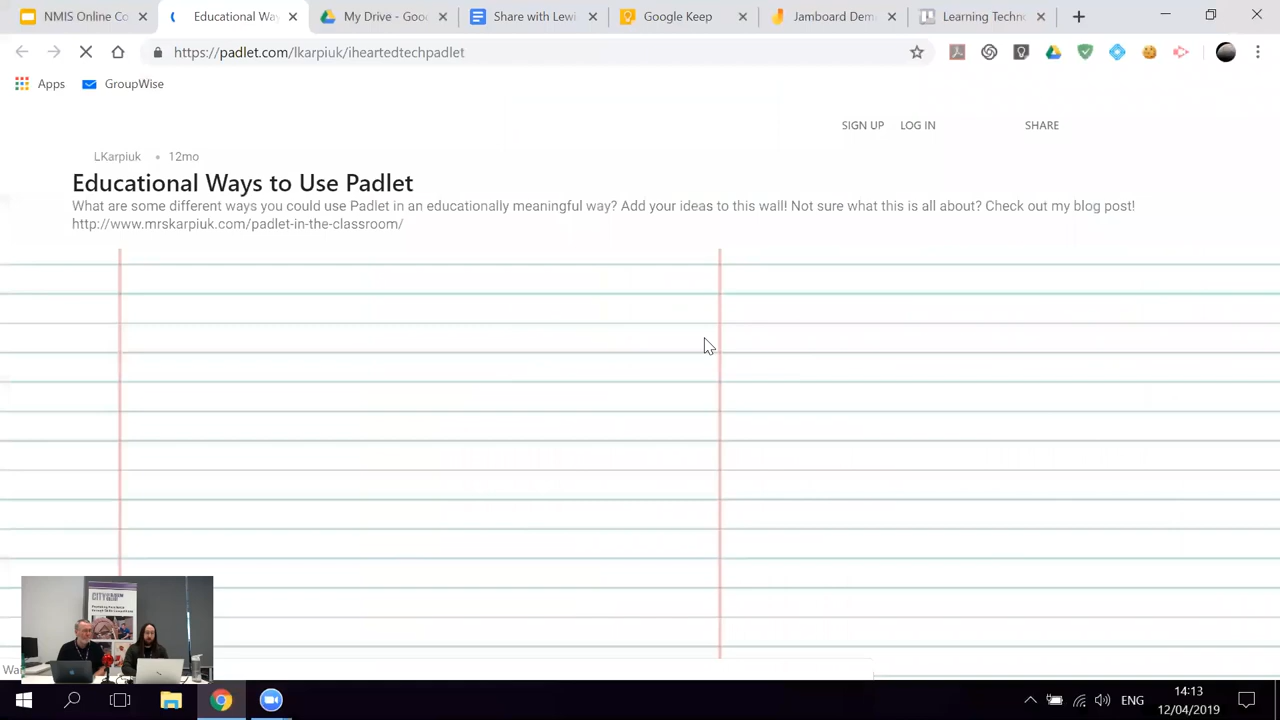 NMIS Online Co
Educational Way
My Drive - Goo
Share with Lewi
Google Keep
Jamboard Dem
Learning Techn
https://padlet.com/lkarpiuk/iheartedtechpadlet
Apps
GroupWise
SIGN UP
LOG IN
SHARE
LKarpiuk • 12mo
Educational Ways to Use Padlet
What are some different ways you could use Padlet in an educationally meaningful way? Add your ideas to this wall! Not sure what this is all about? Check out my blog post!
http://www.mrskarpiuk.com/padlet-in-the-classroom/
CITY
Wa
ENG
14:13
12/04/2019